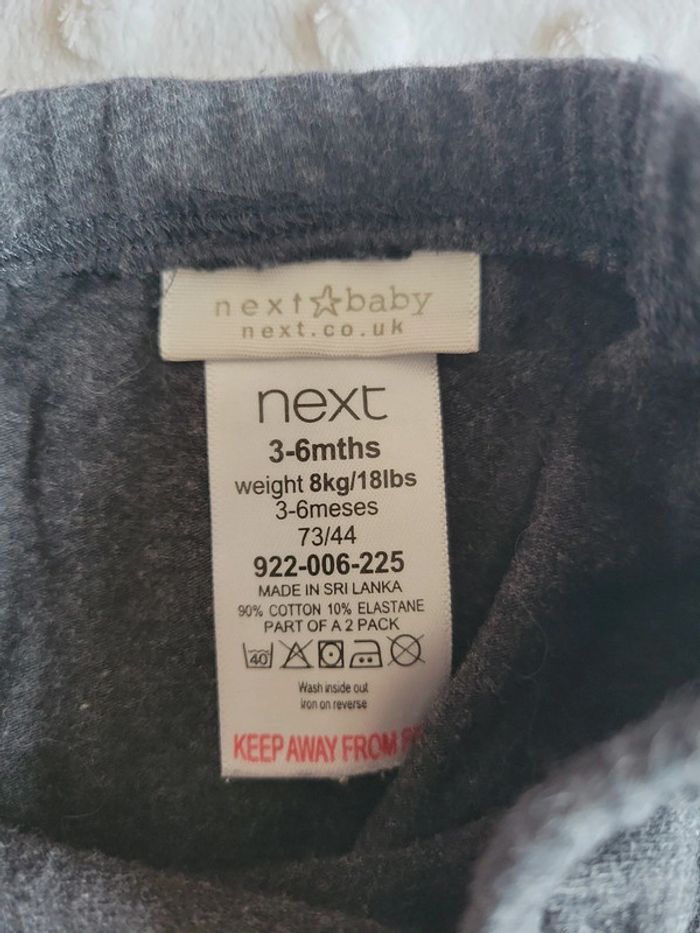 next☆baby
next.co.uk
next
3-6mths
weight 8kg/18lbs
3-6meses
73/44
922-006-225
MADE IN SRI LANKA
90% COTTON 10% ELASTANE
PART OF A 2 PACK
40
Wash inside out
Iron on reverse
KEEP AWAY FROM